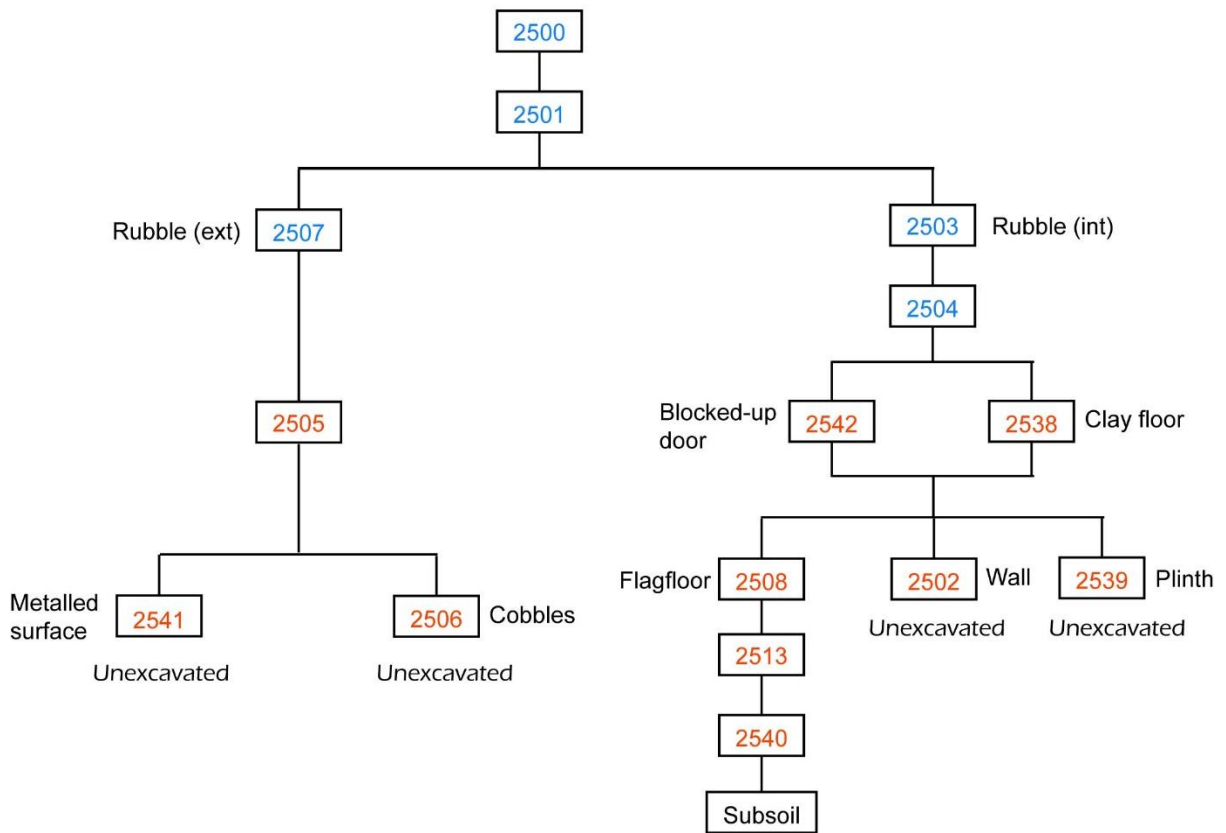 2500
2501
Rubble (ext)
2507
2503
Rubble (int)
2504
2505
Blocked-up
door
2542
2538
Clay floor
Metalled
surface
2541
Unexcavated
2506
Cobbles
Unexcavated
Flagfloor
2508
2502
Wall
Unexcavated
2539
Plinth
Unexcavated
2513
2540
Subsoil